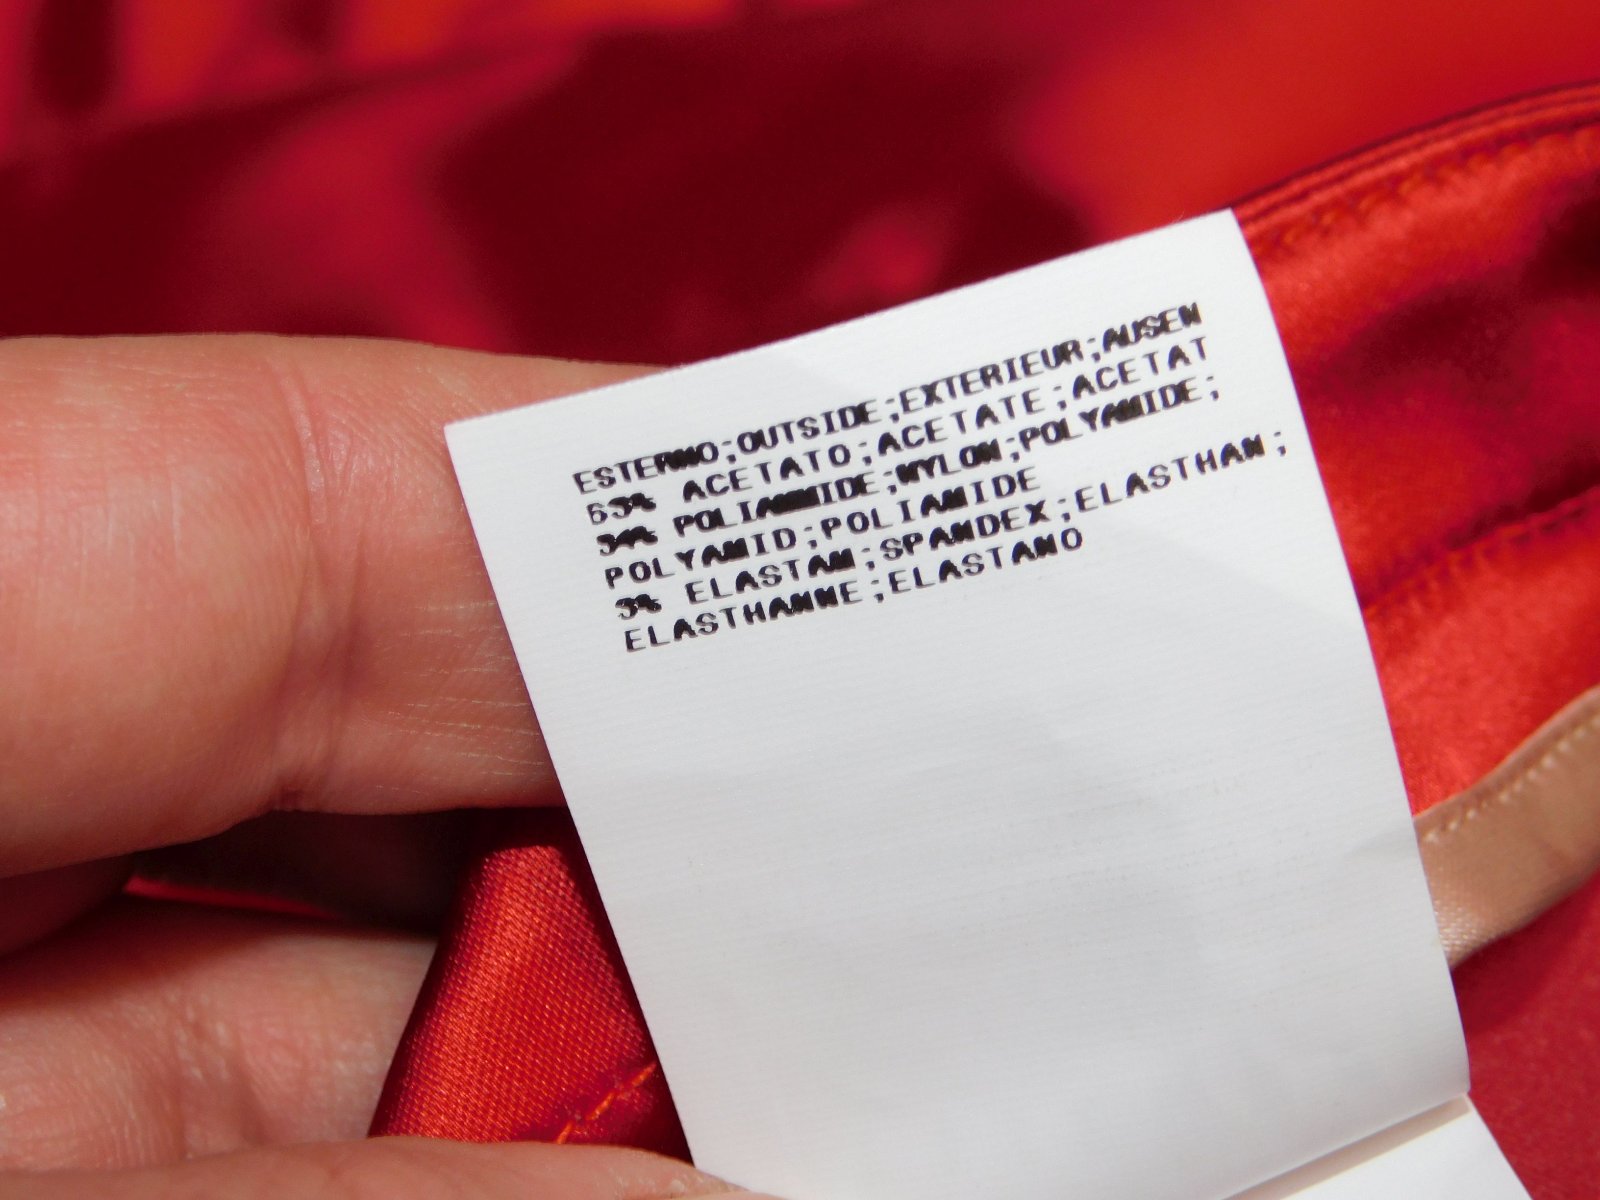 ESTERNO;OUTSIDE;EXTERIEUR;AUSEN
63% ACETATO;ACETATE;ACETAT
34% POLIAMMIDE;NYLON;POLYAMIDE;
POLYAMID;POLIAMIDE
3% ELASTAM;SPANDEX;ELASTHAN;
ELASTHANNE;ELASTANO